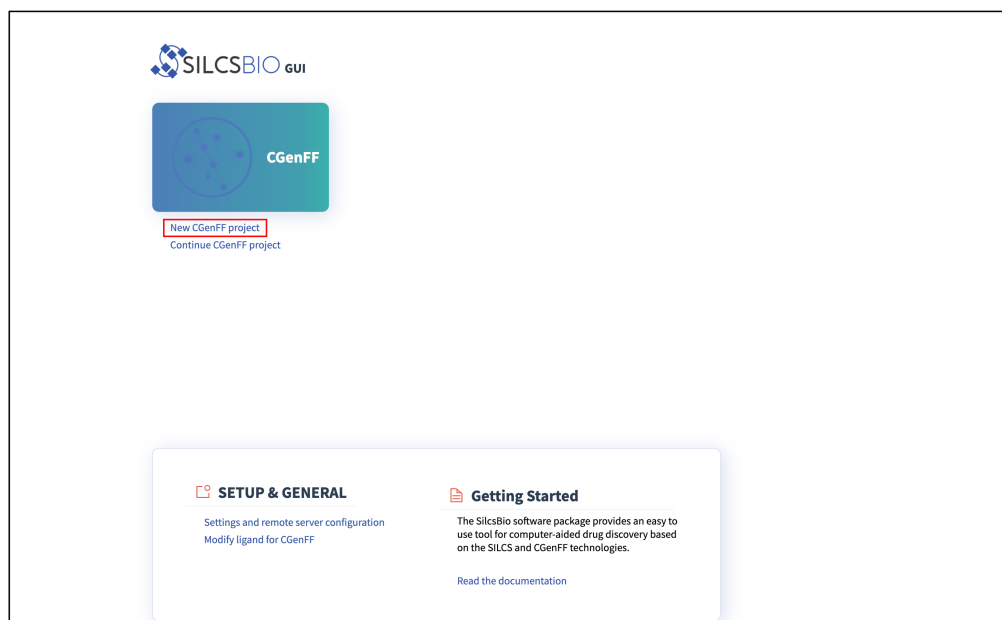 SILCSBIO GUI
CGenFF
New CGenFF project
Continue CGenFF project
SETUP & GENERAL
Settings and remote server configuration
Modify ligand for CGenFF
Getting Started
The SilcsBio software package provides an easy to
use tool for computer-aided drug discovery based
on the SILCS and CGenFF technologies.
Read the documentation